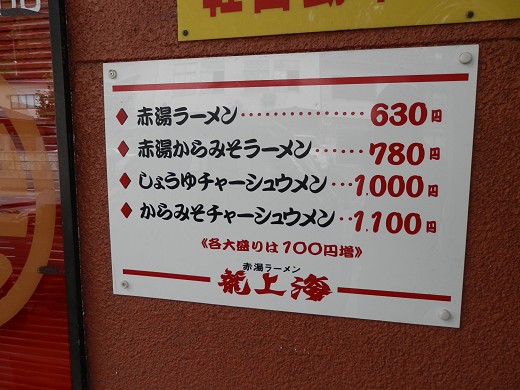 ◆赤湯ラーメン・・・・・・・・・・・・630円
◆赤湯からみそラーメン・・・・・780円
◆しょうゆチャーシュウメン・・1,000円
◆からみそチャーシュウメン・・1,100円
《各大盛りは100円増》
赤湯ラーメン
龍上海